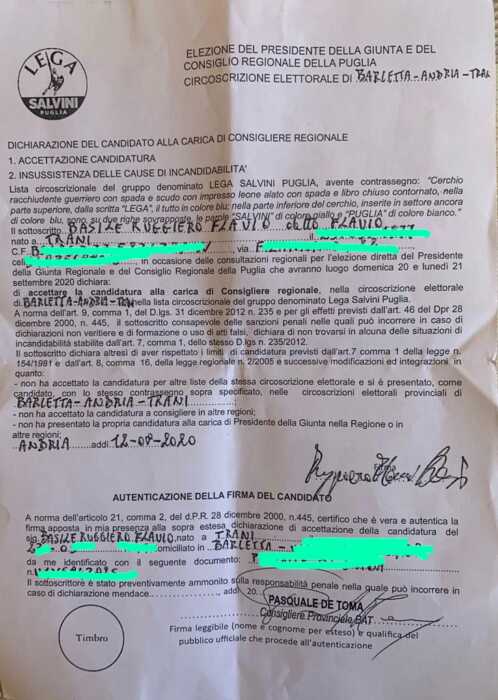 LEGA
SALVINI
PUGLIA
ELEZIONE DEL PRESIDENTE DELLA GIUNTA E DEL
CONSIGLIO REGIONALE DELLA PUGLIA
CIRCOSCRIZIONE ELETTORALE DI BARLETTA-ANDRIA-TRANI
DICHIARAZIONE DEL CANDIDATO ALLA CARICA DI CONSIGLIERE REGIONALE
1. ACCETTAZIONE CANDIDATURA
2. INSUSSISTENZA DELLE CAUSE DI INCANDIDABILITA'
Lista circoscrizionale del gruppo denominato LEGA SALVINI PUGLIA, avente contrassegno: "Cerchio
racchiudente guerriero con spada e scudo con impresso leone alato con spada e libro chiuso contornato, nella
parte superiore, dalla scritta "LEGA", il tutto in colore blu; nella parte inferiore del cerchio, inserite in settore ancora
di colore blu, sono, su due righe sovrapposte, le parole "SALVINI" di colore giallo e "PUGLIA" di colore bianco."
Il sottoscritto BASILE RUGGIERO FLAVIO detto FLAVIO
nato a TRANI il
C.F. B via F
cell in occasione delle consultazioni regionali per l'elezione diretta del Presidente
della Giunta Regionale e del Consiglio Regionale della Puglia che avranno luogo domenica 20 e lunedì 21
settembre 2020 dichiara:
di accettare la candidatura alla carica di Consigliere regionale, nella circoscrizione elettorale
di BARLETTA-ANDRIA-TRANI nella lista circoscrizionale del gruppo denominato Lega Salvini Puglia.
A norma dell'art. 9, comma 1, del D.lgs. 31 dicembre 2012 n. 235 e per gli effetti previsti dall'art. 46 del Dpr 28
dicembre 2000, n. 445, il sottoscritto consapevole delle sanzioni penali nelle quali può incorrere in caso di
dichiarazioni non veritiere e di formazione o uso di atti falsi, dichiara di non trovarsi in alcuna delle situazioni di
incandidabilità stabilite dall'art. 7, comma 1, dello stesso D.lgs n. 235/2012.
Il sottoscritto dichiara altresì di aver rispettato i limiti di candidatura previsti dall'art.7 comma 1 della legge n.
154/1981 e dall'art. 8, comma 16, della legge regionale n. 2/2005 e successive modificazioni ed integrazioni in
quanto:
- non ha accettato la candidatura per altre liste della stessa circoscrizione elettorale e si è presentato, come
candidato, con lo stesso contrassegno sopra specificato, nelle circoscrizioni elettorali provinciali di
BARLETTA-ANDRIA-TRANI
- non ha accettato la candidatura a consigliere in altre regioni;
- non ha presentato la propria candidatura alla carica di Presidente della Giunta nella Regione o in
altre regioni;
ANDRIA addì 12-08-2020
AUTENTICAZIONE DELLA FIRMA DEL CANDIDATO
A norma dell'articolo 21, comma 2, del d.P.R. 28 dicembre 2000, n.445, certifico che è vera e autentica la
firma apposta in mia presenza alla sopra estesa dichiarazione di accettazione della candidatura del
sig. BASILE RUGGIERO FLAVIO nato a TRANI
domiciliato in BARLETTA
da me identificato con il seguente documento:
n.
Il sottoscrittore è stato preventivamente ammonito sulla responsabilità penale nella quale può incorrere in
caso di dichiarazione mendace. addì 20
PASQUALE DE TOMA
Consigliere Provinciale BAT
Timbro
Firma leggibile (nome e cognome per esteso) e qualifica del
pubblico ufficiale che procede all'autenticazione